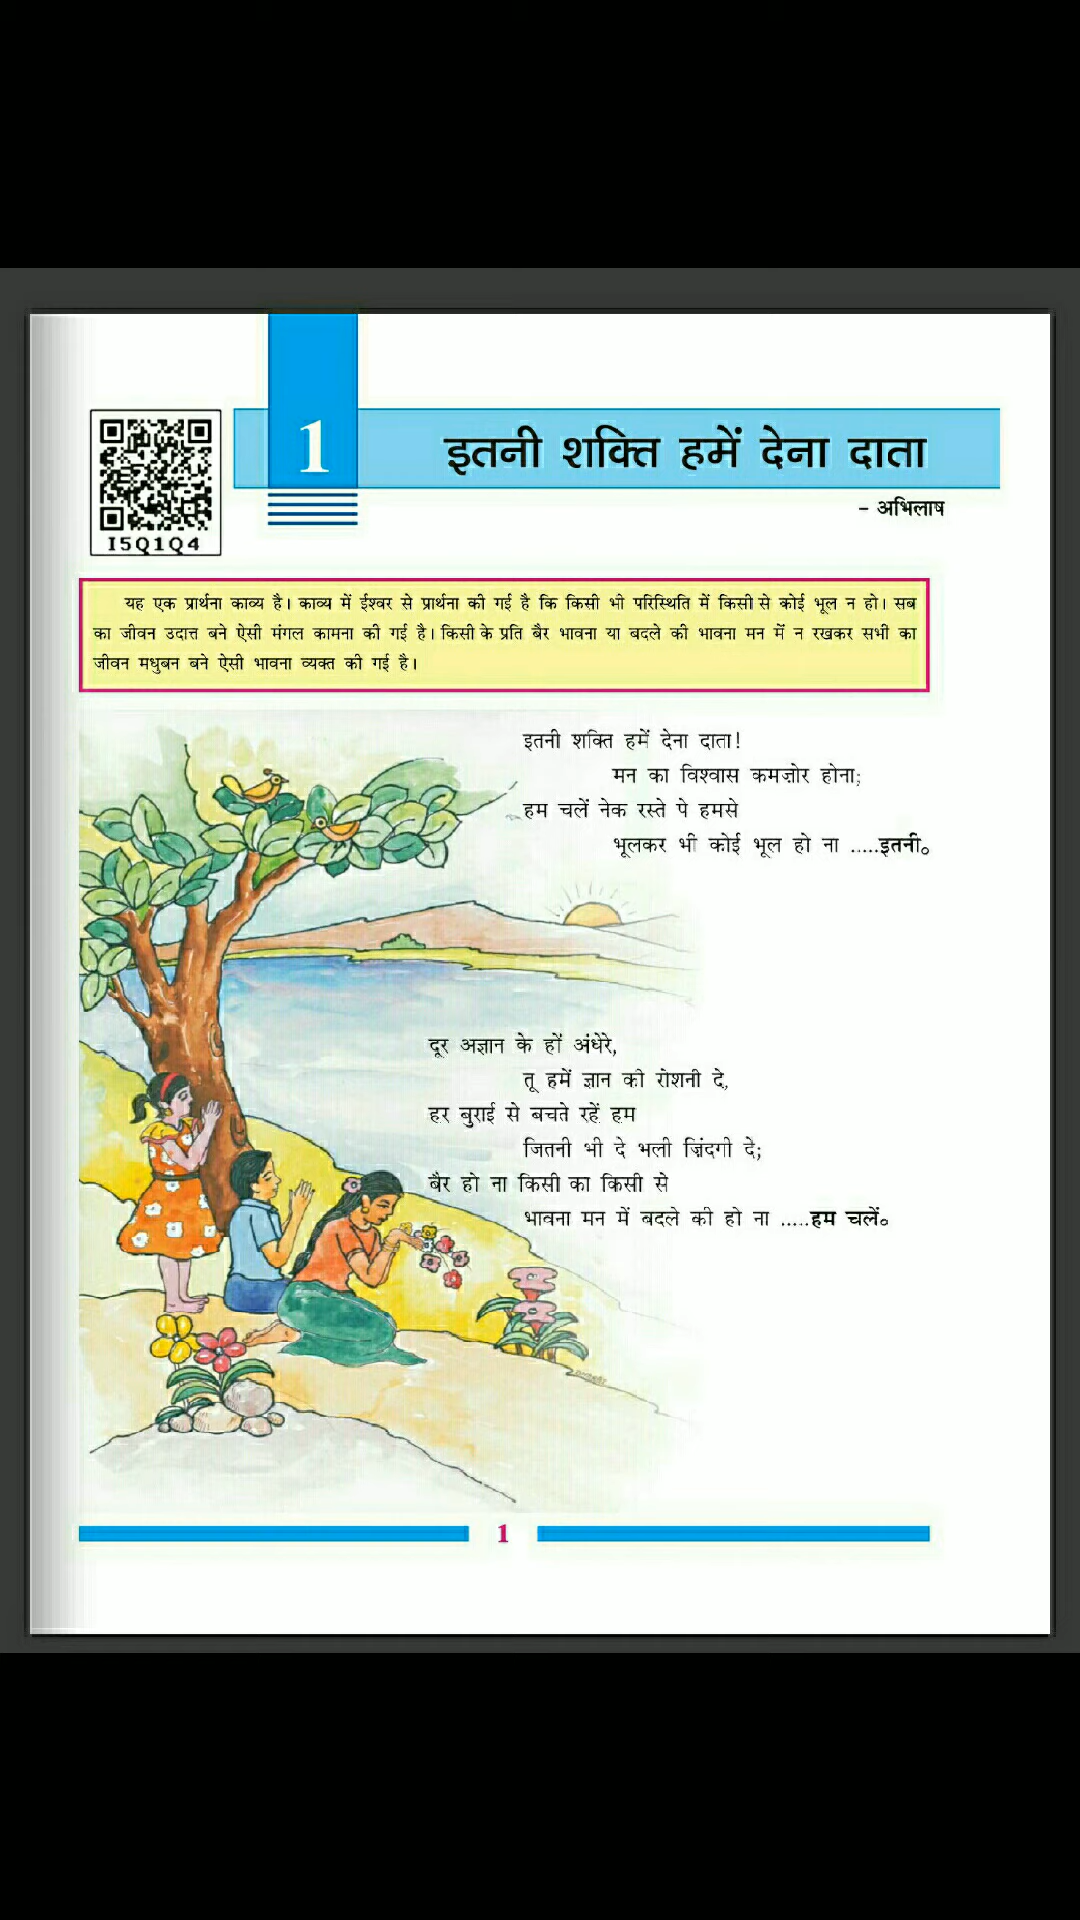 1
इतनी शक्ति हमें देना दाता
I5Q1Q4
– अभिलाष
यह एक प्रार्थना काव्य है। काव्य में ईश्वर से प्रार्थना की गई है कि किसी भी परिस्थिति में किसी से कोई भूल न हो। सब
का जीवन उदात्त बने ऐसी मंगल कामना की गई है। किसी के प्रति बैर भावना या बदले की भावना मन में न रखकर सभी का
जीवन मधुबन बने ऐसी भावना व्यक्त की गई है।
इतनी शक्ति हमें देना दाता!
मन का विश्वास कमज़ोर होना;
हम चलें नेक रस्ते पे हमसे
भूलकर भी कोई भूल हो ना .....इतनी॰
दूर अज्ञान के हों अंधेरे,
तू हमें ज्ञान की रोशनी दे,
हर बुराई से बचते रहें हम
जितनी भी दे भली ज़िंदगी दे;
बैर हो ना किसी का किसी से
भावना मन में बदले की हो ना .....हम चलें॰
1